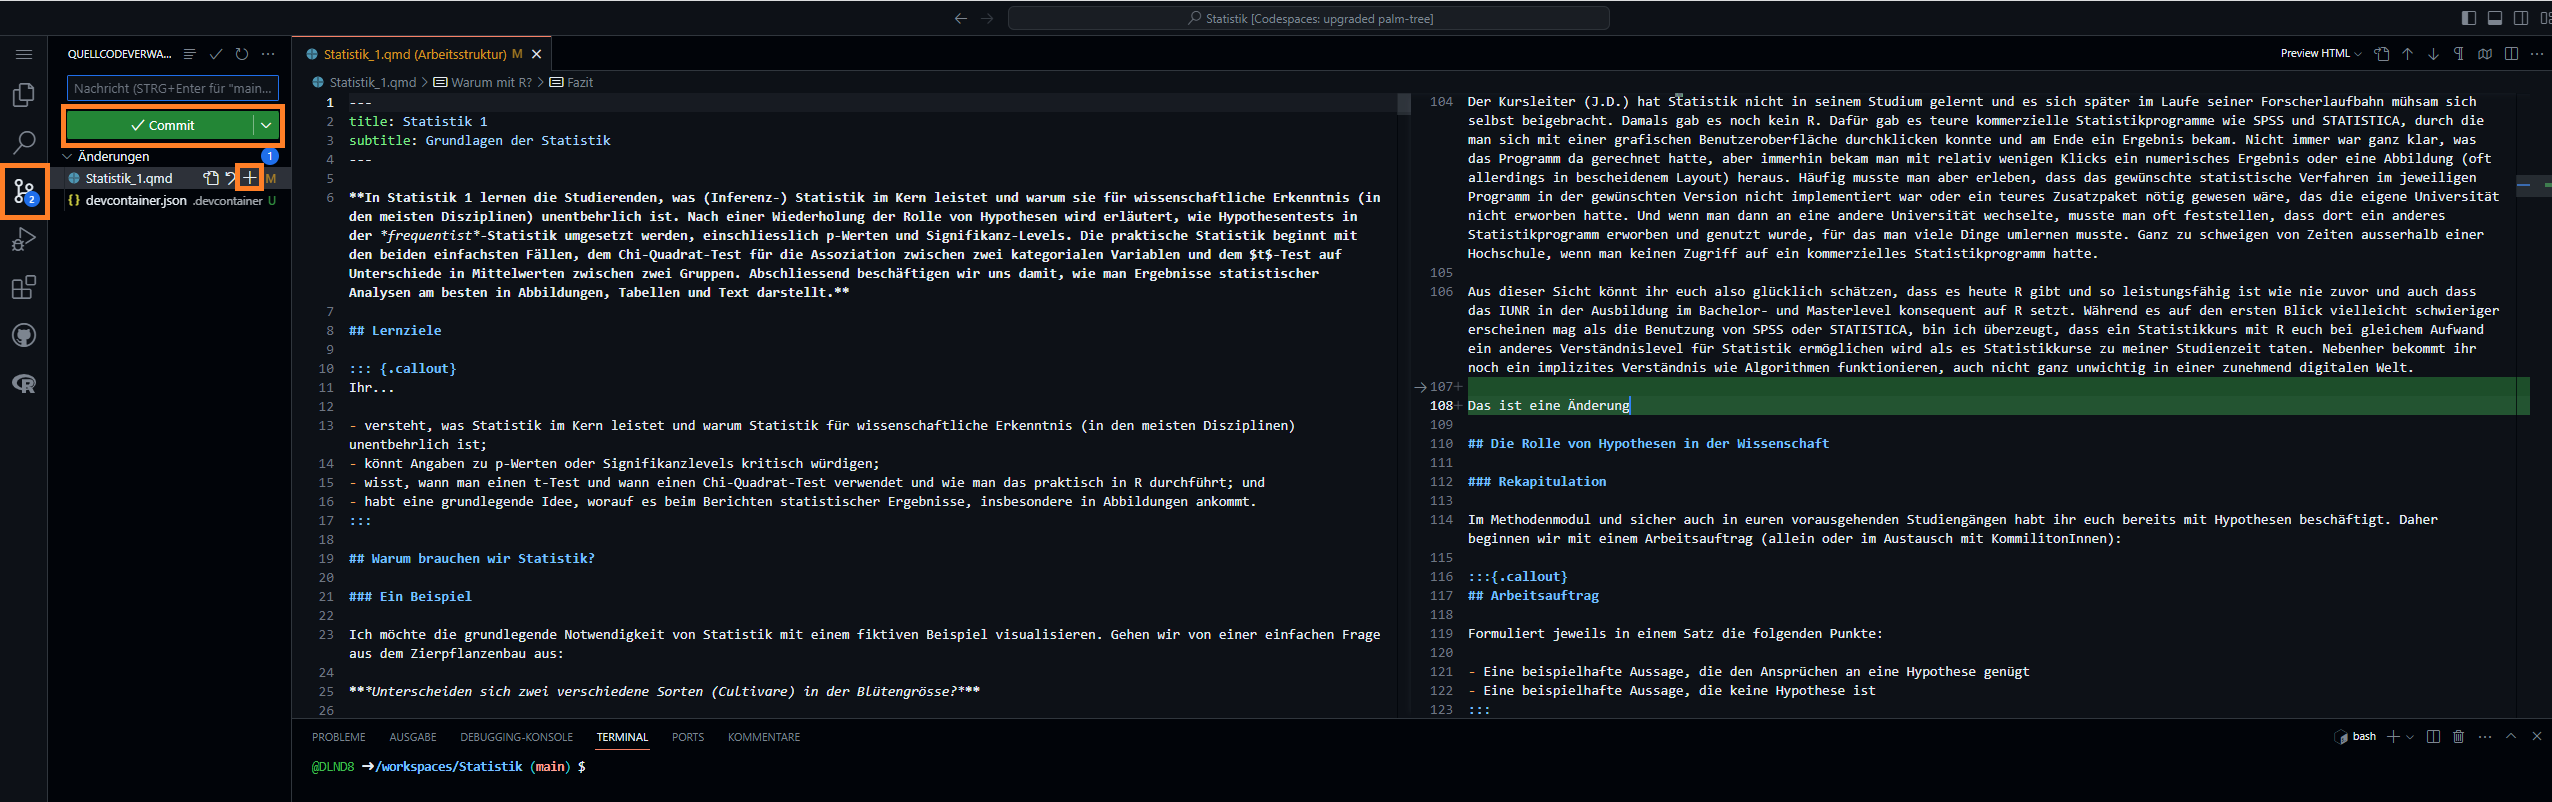 Statistik [Codespaces: upgraded palm-tree]
QUELLCODEVERWA...
Nachricht (STRG+Enter für "main...
Commit
Änderungen 1
Statistik_1.qmd M
devcontainer.json .devcontainer U
2
Statistik_1.qmd (Arbeitsstruktur) M
Preview HTML
Statistik_1.qmd > Warum mit R? > Fazit
1 ---
2 title: Statistik 1
3 subtitle: Grundlagen der Statistik
4 ---
5
6 **In Statistik 1 lernen die Studierenden, was (Inferenz-) Statistik im Kern leistet und warum sie für wissenschaftliche Erkenntnis (in
den meisten Disziplinen) unentbehrlich ist. Nach einer Wiederholung der Rolle von Hypothesen wird erläutert, wie Hypothesentests in
der *frequentist*-Statistik umgesetzt werden, einschliesslich p-Werten und Signifikanz-Levels. Die praktische Statistik beginnt mit
den beiden einfachsten Fällen, dem Chi-Quadrat-Test für die Assoziation zwischen zwei kategorialen Variablen und dem $t$-Test auf
Unterschiede in Mittelwerten zwischen zwei Gruppen. Abschliessend beschäftigen wir uns damit, wie man Ergebnisse statistischer
Analysen am besten in Abbildungen, Tabellen und Text darstellt.**
7
8 ## Lernziele
9
10 ::: {.callout}
11 Ihr...
12
13 - versteht, was Statistik im Kern leistet und warum Statistik für wissenschaftliche Erkenntnis (in den meisten Disziplinen)
unentbehrlich ist;
14 - könnt Angaben zu p-Werten oder Signifikanzlevels kritisch würdigen;
15 - wisst, wann man einen t-Test und wann einen Chi-Quadrat-Test verwendet und wie man das praktisch in R durchführt; und
16 - habt eine grundlegende Idee, worauf es beim Berichten statistischer Ergebnisse, insbesondere in Abbildungen ankommt.
17 :::
18
19 ## Warum brauchen wir Statistik?
20
21 ### Ein Beispiel
22
23 Ich möchte die grundlegende Notwendigkeit von Statistik mit einem fiktiven Beispiel visualisieren. Gehen wir von einer einfachen Frage
aus dem Zierpflanzenbau aus:
24
25 ***Unterscheiden sich zwei verschiedene Sorten (Cultivare) in der Blütengrösse?***
26
104 Der Kursleiter (J.D.) hat Statistik nicht in seinem Studium gelernt und es sich später im Laufe seiner Forscherlaufbahn mühsam sich
selbst beigebracht. Damals gab es noch kein R. Dafür gab es teure kommerzielle Statistikprogramme wie SPSS und STATISTICA, durch die
man sich mit einer grafischen Benutzeroberfläche durchklicken konnte und am Ende ein Ergebnis bekam. Nicht immer war ganz klar, was
das Programm da gerechnet hatte, aber immerhin bekam man mit relativ wenigen Klicks ein numerisches Ergebnis oder eine Abbildung (oft
allerdings in bescheidenem Layout) heraus. Häufig musste man aber erleben, dass das gewünschte statistische Verfahren im jeweiligen
Programm in der gewünschten Version nicht implementiert war oder ein teures Zusatzpaket nötig gewesen wäre, das die eigene Universität
nicht erworben hatte. Und wenn man dann an eine andere Universität wechselte, musste man oft feststellen, dass dort ein anderes
Statistikprogramm erworben und genutzt wurde, für das man viele Dinge umlernen musste. Ganz zu schweigen von Zeiten ausserhalb einer
Hochschule, wenn man keinen Zugriff auf ein kommerzielles Statistikprogramm hatte.
105
106 Aus dieser Sicht könnt ihr euch also glücklich schätzen, dass es heute R gibt und so leistungsfähig ist wie nie zuvor und auch dass
das IUNR in der Ausbildung im Bachelor- und Masterlevel konsequent auf R setzt. Während es auf den ersten Blick vielleicht schwieriger
erscheinen mag als die Benutzung von SPSS oder STATISTICA, bin ich überzeugt, dass ein Statistikkurs mit R euch bei gleichem Aufwand
ein anderes Verständnislevel für Statistik ermöglichen wird als es Statistikkurse zu meiner Studienzeit taten. Nebenher bekommt ihr
noch ein implizites Verständnis wie Algorithmen funktionieren, auch nicht ganz unwichtig in einer zunehmend digitalen Welt.
107+
108+ Das ist eine Änderung
109
110 ## Die Rolle von Hypothesen in der Wissenschaft
111
112 ### Rekapitulation
113
114 Im Methodenmodul und sicher auch in euren vorausgehenden Studiengängen habt ihr euch bereits mit Hypothesen beschäftigt. Daher
beginnen wir mit einem Arbeitsauftrag (allein oder im Austausch mit KommilitonInnen):
115
116 :::{.callout}
117 ## Arbeitsauftrag
118
119 Formuliert jeweils in einem Satz die folgenden Punkte:
120
121 - Eine beispielhafte Aussage, die den Ansprüchen an eine Hypothese genügt
122 - Eine beispielhafte Aussage, die keine Hypothese ist
123 :::
PROBLEME AUSGABE DEBUGGING-KONSOLE TERMINAL PORTS KOMMENTARE
bash
@DLND8 ➜/workspaces/Statistik (main) $